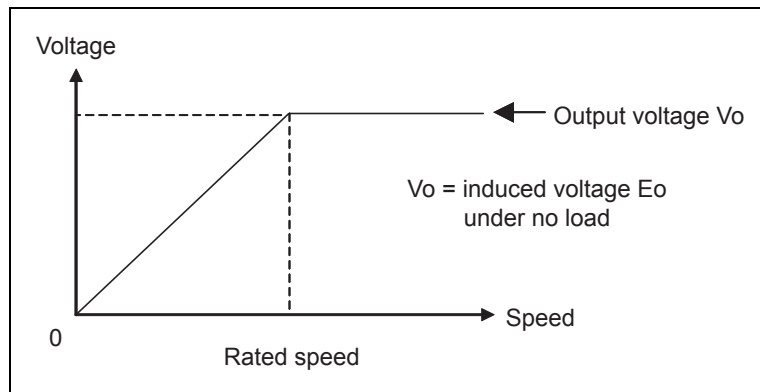 Voltage
Output voltage Vo
Vo = induced voltage Eo
under no load
Speed
0
Rated speed